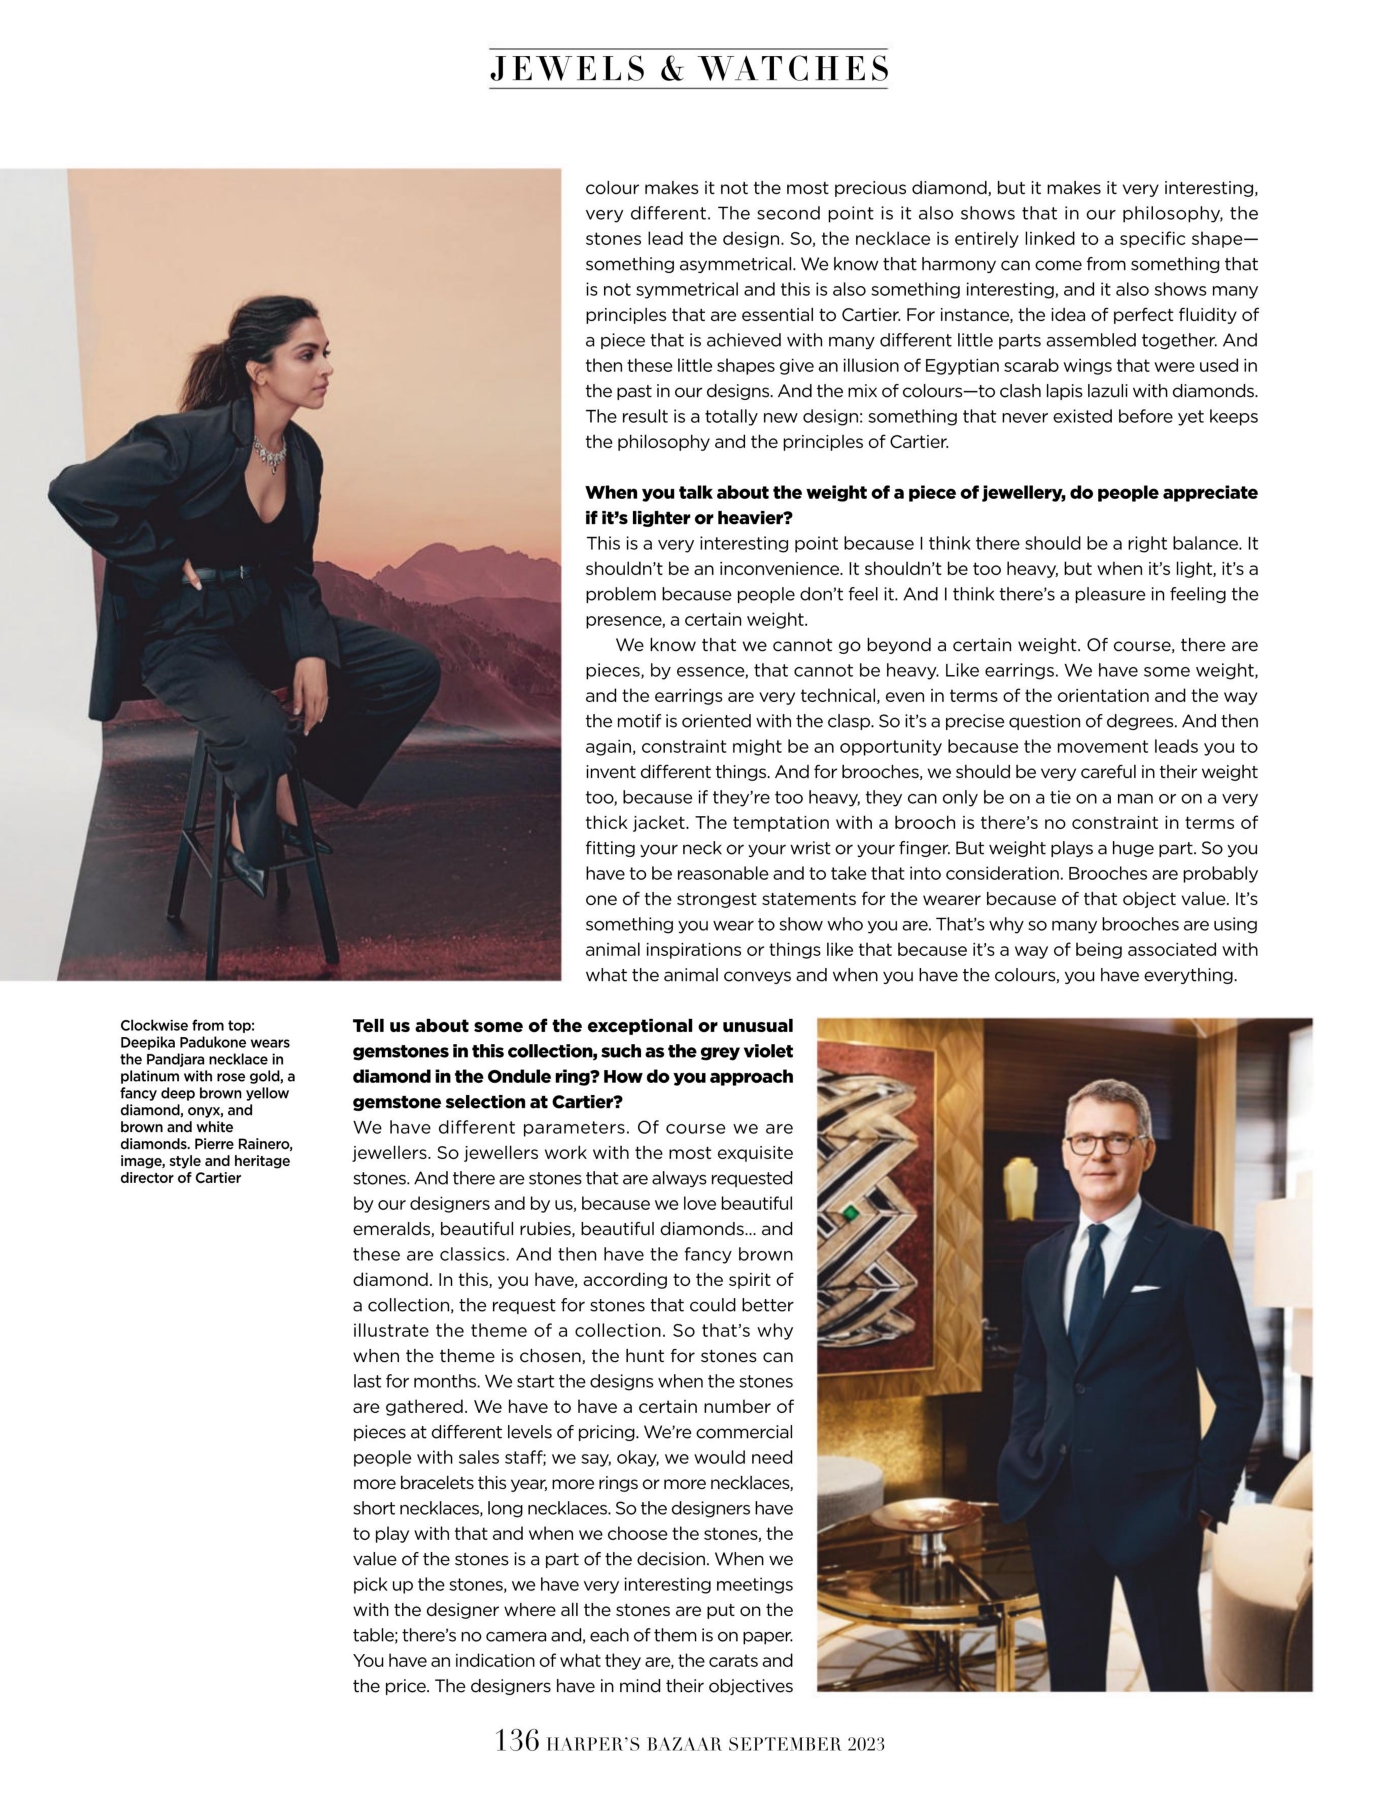 JEWELS & WATCHES
colour makes it not the most precious diamond, but it makes it very interesting,
very different. The second point is it also shows that in our philosophy, the
stones lead the design. So, the necklace is entirely linked to a specific shape—
something asymmetrical. We know that harmony can come from something that
is not symmetrical and this is also something interesting, and it also shows many
principles that are essential to Cartier. For instance, the idea of perfect fluidity of
a piece that is achieved with many different little parts assembled together. And
then these little shapes give an illusion of Egyptian scarab wings that were used in
the past in our designs. And the mix of colours—to clash lapis lazuli with diamonds.
The result is a totally new design: something that never existed before yet keeps
the philosophy and the principles of Cartier.
When you talk about the weight of a piece of jewellery, do people appreciate
if it's lighter or heavier?
This is a very interesting point because I think there should be a right balance. It
shouldn't be an inconvenience. It shouldn't be too heavy, but when it's light, it's a
problem because people don't feel it. And I think there's a pleasure in feeling the
presence, a certain weight.
We know that we cannot go beyond a certain weight. Of course, there are
pieces, by essence, that cannot be heavy. Like earrings. We have some weight,
and the earrings are very technical, even in terms of the orientation and the way
the motif is oriented with the clasp. So it's a precise question of degrees. And then
again, constraint might be an opportunity because the movement leads you to
invent different things. And for brooches, we should be very careful in their weight
too, because if they're too heavy, they can only be on a tie on a man or on a very
thick jacket. The temptation with a brooch is there's no constraint in terms of
fitting your neck or your wrist or your finger. But weight plays a huge part. So you
have to be reasonable and to take that into consideration. Brooches are probably
one of the strongest statements for the wearer because of that object value. It's
something you wear to show who you are. That's why so many brooches are using
animal inspirations or things like that because it's a way of being associated with
what the animal conveys and when you have the colours, you have everything.
Clockwise from top:
Deepika Padukone wears
the Pandjara necklace in
platinum with rose gold, a
fancy deep brown yellow
diamond, onyx, and
brown and white
diamonds. Pierre Rainero,
image, style and heritage
director of Cartier
Tell us about some of the exceptional or unusual
gemstones in this collection, such as the grey violet
diamond in the Ondule ring? How do you approach
gemstone selection at Cartier?
We have different parameters. Of course we are
jewellers. So jewellers work with the most exquisite
stones. And there are stones that are always requested
by our designers and by us, because we love beautiful
emeralds, beautiful rubies, beautiful diamonds... and
these are classics. And then have the fancy brown
diamond. In this, you have, according to the spirit of
a collection, the request for stones that could better
illustrate the theme of a collection. So that's why
when the theme is chosen, the hunt for stones can
last for months. We start the designs when the stones
are gathered. We have to have a certain number of
pieces at different levels of pricing. We're commercial
people with sales staff; we say, okay, we would need
more bracelets this year, more rings or more necklaces,
short necklaces, long necklaces. So the designers have
to play with that and when we choose the stones, the
value of the stones is a part of the decision. When we
pick up the stones, we have very interesting meetings
with the designer where all the stones are put on the
table; there's no camera and, each of them is on paper.
You have an indication of what they are, the carats and
the price. The designers have in mind their objectives
136 HARPER'S BAZAAR SEPTEMBER 2023